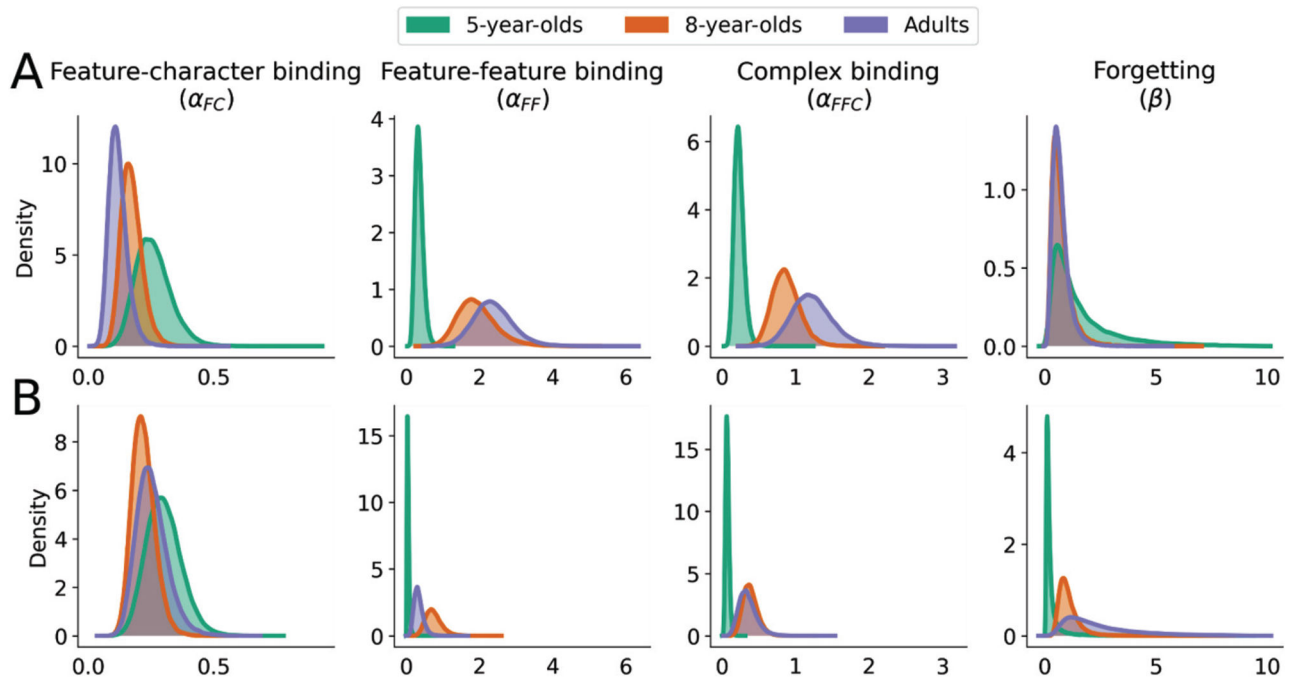 5-year-olds 8-year-olds Adults
A
Feature-character binding Feature-feature binding Complex binding Forgetting
(αFC) (αFF) (αFFC) (β)
Density
10
5
0
0.0 0.5
4
3
2
1
0
0 2 4 6
6
4
2
0
0 1 2 3
1.0
0.5
0.0
0 5 10
B
Density
8
6
4
2
0
0.0 0.5
15
10
5
0
0 2 4 6
15
10
5
0
0 1 2 3
4
2
0
0 5 10